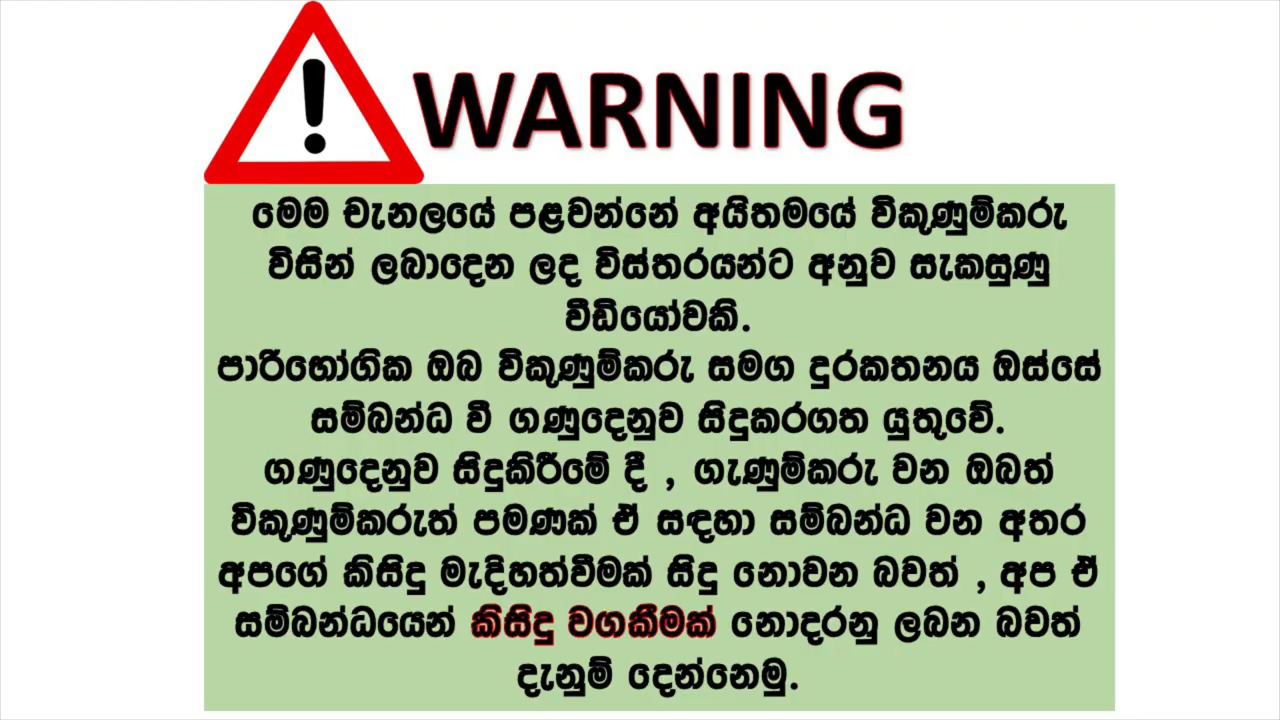 WARNING
මෙම චැනලයේ පළවන්නේ අයිතමයේ විකුණුම්කරු
විසින් ලබාදෙන ලද විස්තරයන්ට අනුව සැකසුණු
වීඩියෝවකි.
පාරිභෝගික ඔබ විකුණුම්කරු සමග දුරකතනය ඔස්සේ
සම්බන්ධ වී ගණුදෙනුව සිදුකරගත යුතුවේ.
ගණුදෙනුව සිදුකිරීමේ දී , ගැණුම්කරු වන ඔබත්
විකුණුම්කරුත් පමණක් ඒ සඳහා සම්බන්ධ වන අතර
අපගේ කිසිදු මැදිහත්වීමක් සිදු නොවන බවත් , අප ඒ
සම්බන්ධයෙන් කිසිදු වගකීමක් නොදරනු ලබන බවත්
දැනුම් දෙන්නෙමු.